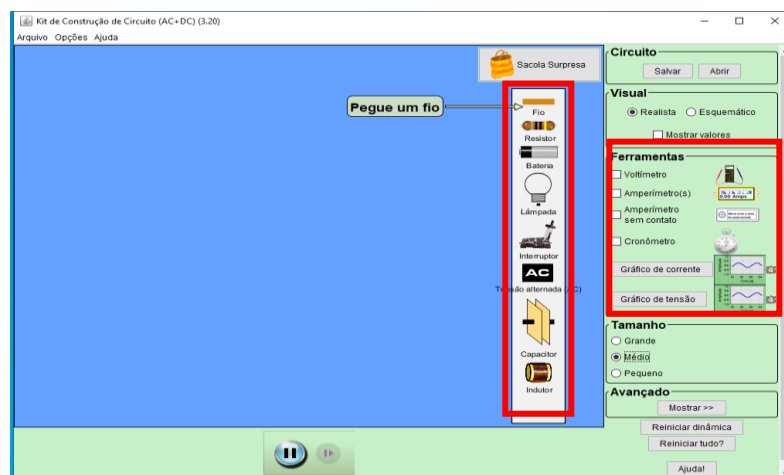 Kit de Construção de Circuito (AC+DC) (3.20)
Arquivo Opções Ajuda
Sacola Surpresa
Pegue um fio
Fio
Resistor
Bateria
Lâmpada
Interruptor
AC
Tensão alternada (AC)
Capacitor
Indutor
Circuito
Salvar Abrir
Visual
Realista Esquemático
Mostrar valores
Ferramentas
Voltímetro
Amperímetro(s)
0.00 Amps
Amperímetro
sem contato
Cronômetro
Gráfico de corrente
Gráfico de tensão
Tamanho
Grande
Médio
Pequeno
Avançado
Mostrar >>
Reiniciar dinâmica
Reiniciar tudo?
Ajuda!